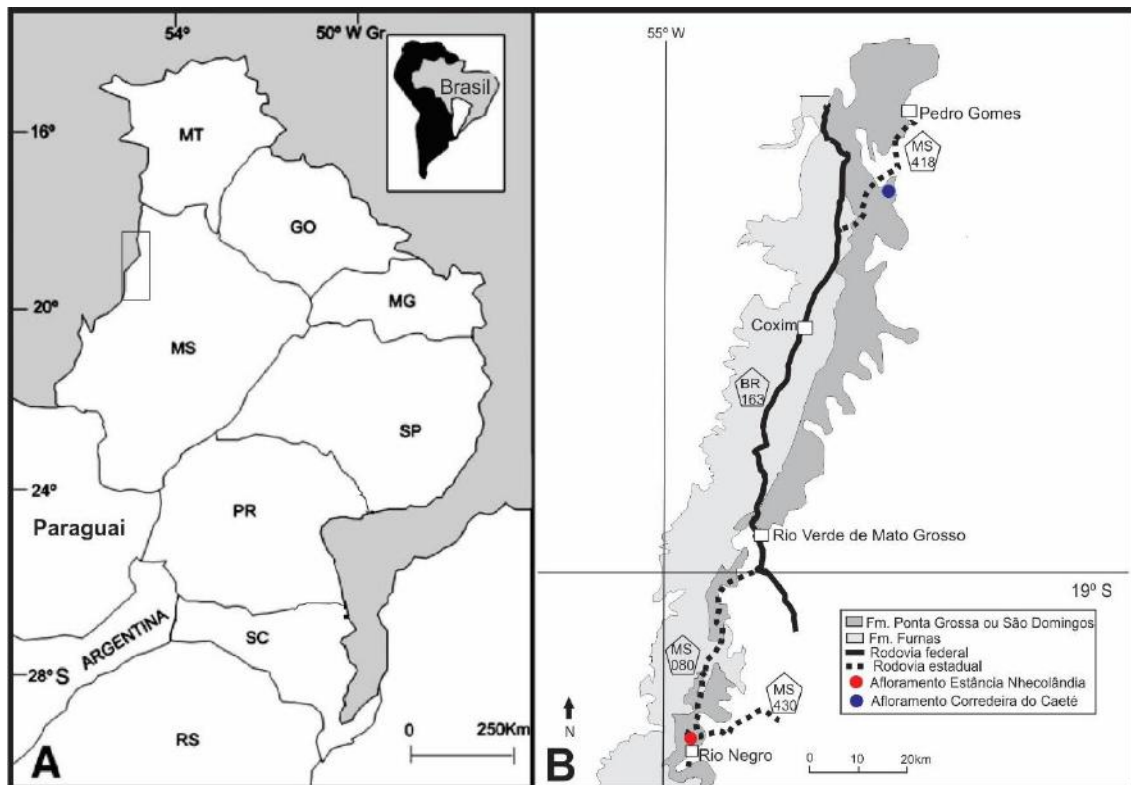 54°
50° W Gr
Brasil
16°
MT
GO
20°
MG
MS
SP
24°
Paraguai
PR
ARGENTINA
SC
28° S
RS
0 250Km
A
55° W
Pedro Gomes
MS
418
Coxim
BR
163
Rio Verde de Mato Grosso
19° S
Fm. Ponta Grossa ou São Domingos
Fm. Furnas
Rodovia federal
Rodovia estadual
Afloramento Estância Nhecolândia
Afloramento Corredeira do Caeté
MS
080
MS
430
N
Rio Negro
0 10 20km
B